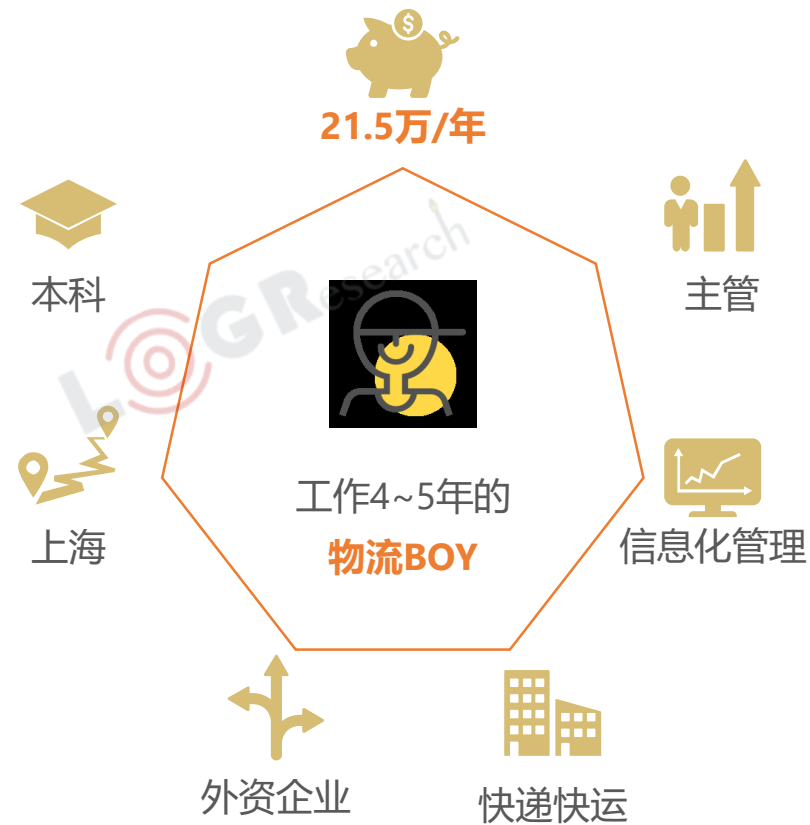 21.5万/年
本科
主管
LOGResearch
工作4~5年的
物流BOY
上海
信息化管理
外资企业
快递快运